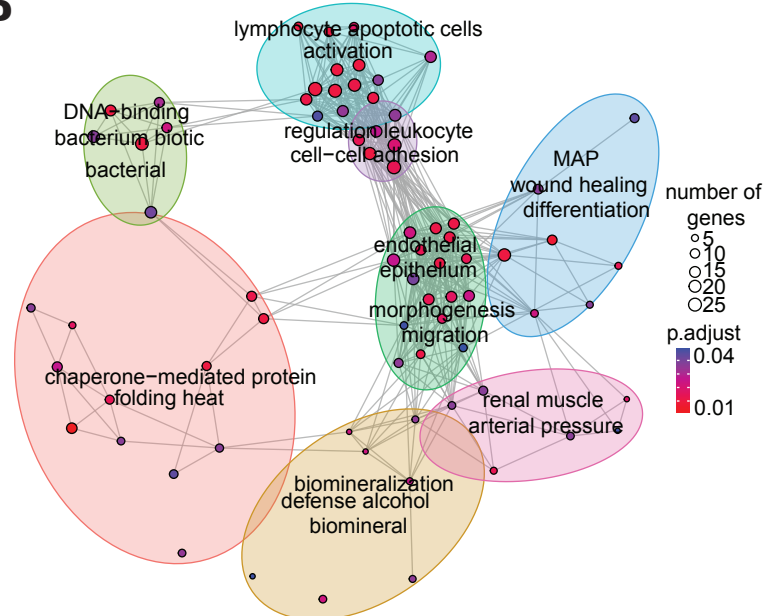 lymphocyte apoptotic cells
activation
DNA−binding
bacterium biotic
bacterial
regulation leukocyte
cell−cell adhesion
MAP
wound healing
differentiation
endothelial
epithelium
morphogenesis
migration
chaperone−mediated protein
folding heat
renal muscle
arterial pressure
biomineralization
defense alcohol
biomineral
number of
genes
5
10
15
20
25
p.adjust
0.04
0.01